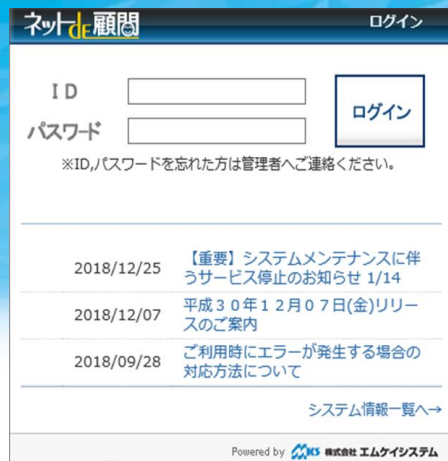 ネットdE顧問
ログイン
ID
ログイン
パスワード
※ID,パスワードを忘れた方は管理者へご連絡ください。
2018/12/25 【重要】システムメンテナンスに伴
うサービス停止のお知らせ 1/14
2018/12/07 平成30年12月07日(金)リリー
スのご案内
2018/09/28 ご利用時にエラーが発生する場合の
対応方法について
システム情報一覧へ→
Powered by MKS 株式会社 エムケイシステム